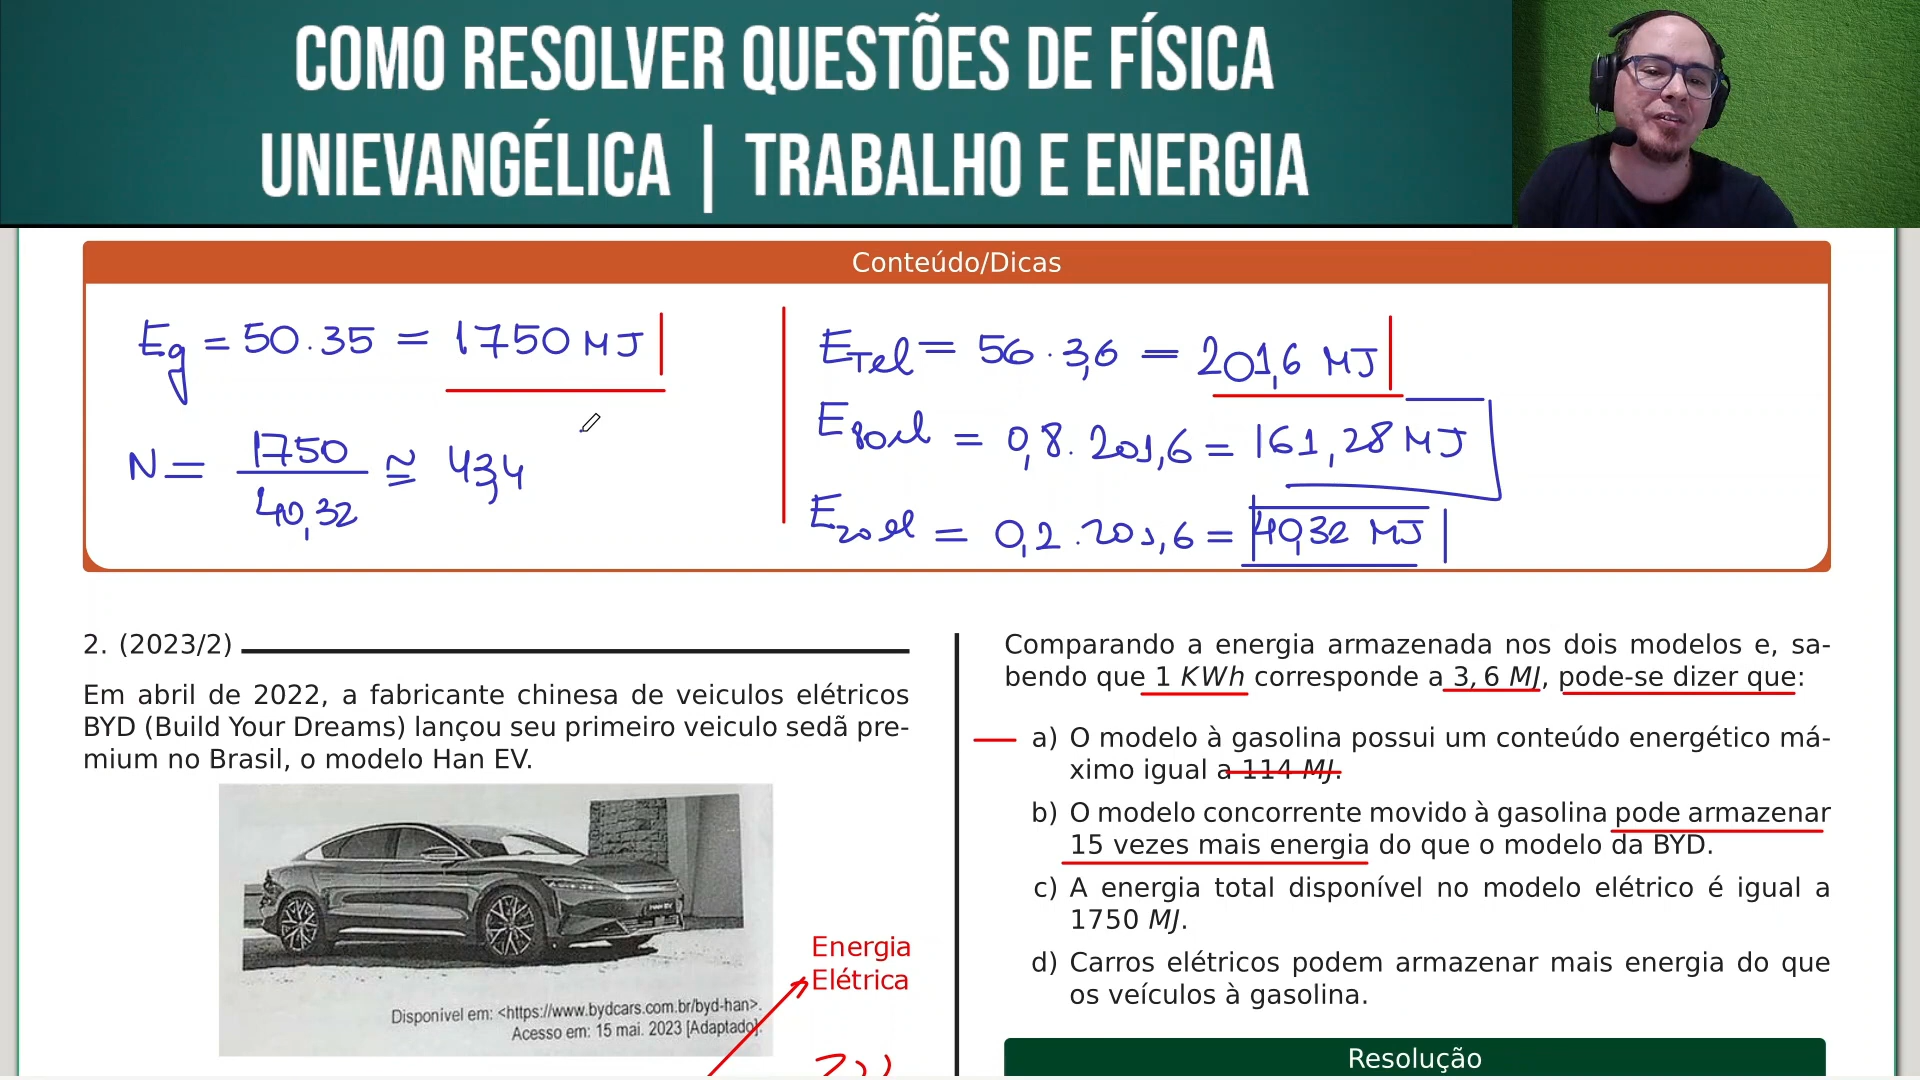 COMO RESOLVER QUESTÕES DE FÍSICA
UNIEVANGÉLICA | TRABALHO E ENERGIA
Conteúdo/Dicas
Eg = 50.35 = 1750 MJ
N = 1750/40,32 ≅ 43,4
ETel = 56.3,6 = 201,6 MJ
E80el = 0,8.201,6 = 161,28 MJ
E20el = 0,2.201,6 = 40,32 MJ
2. (2023/2)
Em abril de 2022, a fabricante chinesa de veiculos elétricos
BYD (Build Your Dreams) lançou seu primeiro veiculo sedã pre-
mium no Brasil, o modelo Han EV.
Disponível em: <https://www.bydcars.com.br/byd-han>.
Acesso em: 15 mai. 2023 [Adaptado].
Energia
Elétrica
Comparando a energia armazenada nos dois modelos e, sa-
bendo que 1 KWh corresponde a 3,6 MJ, pode-se dizer que:
a) O modelo à gasolina possui um conteúdo energético má-
ximo igual a 114 MJ.
b) O modelo concorrente movido à gasolina pode armazenar
15 vezes mais energia do que o modelo da BYD.
c) A energia total disponível no modelo elétrico é igual a
1750 MJ.
d) Carros elétricos podem armazenar mais energia do que
os veículos à gasolina.
Resolução